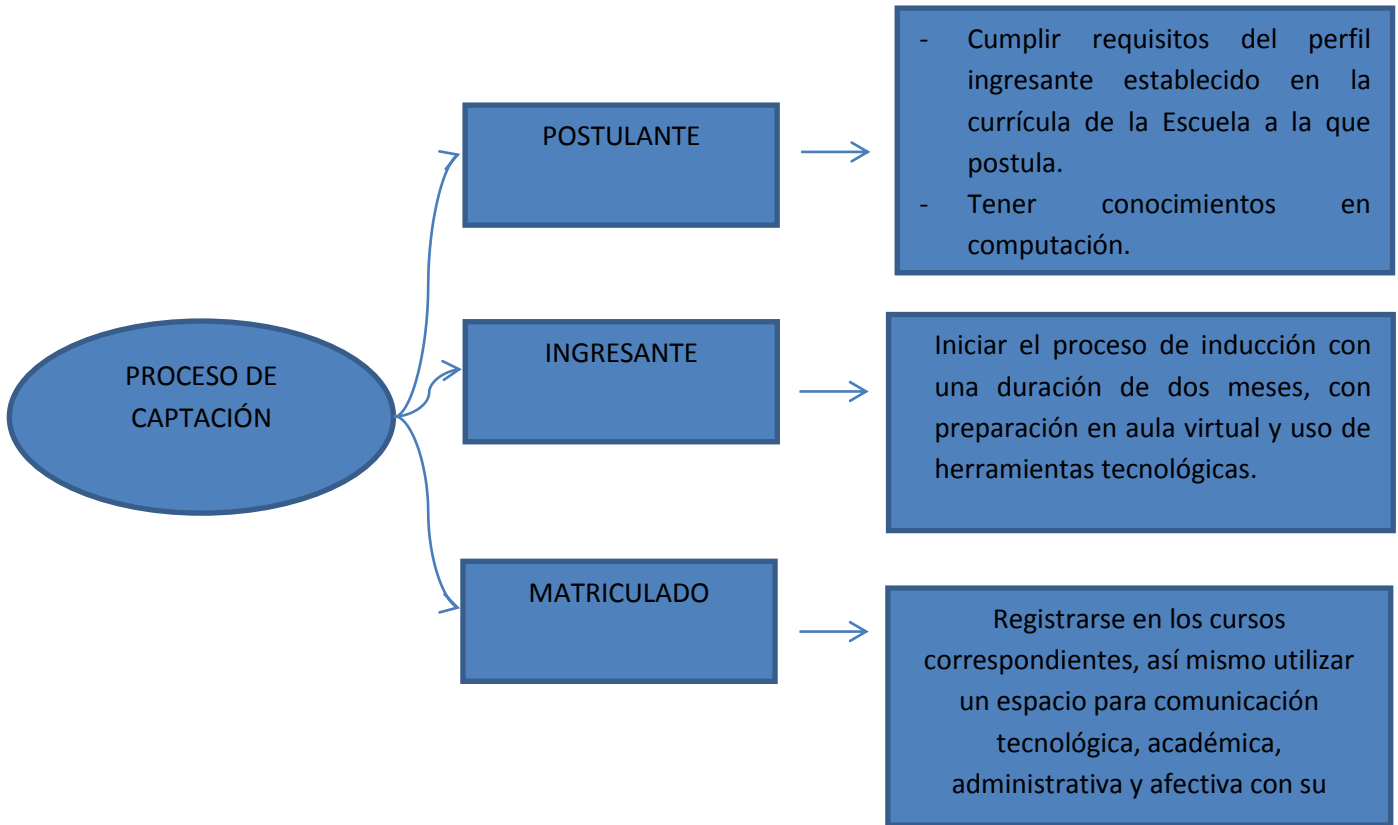 PROCESO DE
CAPTACIÓN
POSTULANTE
- Cumplir requisitos del perfil
ingresante establecido en la
currícula de la Escuela a la que
postula.
- Tener conocimientos en
computación.
INGRESANTE
Iniciar el proceso de inducción con
una duración de dos meses, con
preparación en aula virtual y uso de
herramientas tecnológicas.
MATRICULADO
Registrarse en los cursos
correspondientes, así mismo utilizar
un espacio para comunicación
tecnológica, académica,
administrativa y afectiva con su